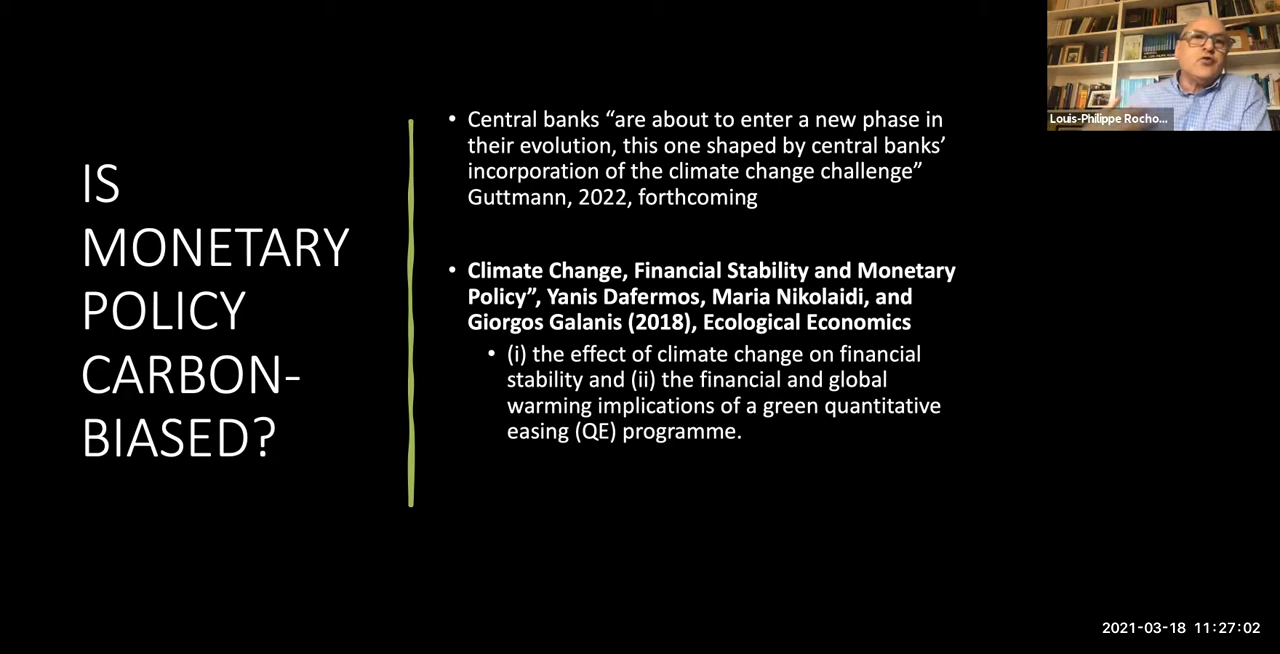 IS
MONETARY
POLICY
CARBON-
BIASED?
• Central banks “are about to enter a new phase in
their evolution, this one shaped by central banks’
incorporation of the climate change challenge”
Guttmann, 2022, forthcoming
• Climate Change, Financial Stability and Monetary
Policy”, Yanis Dafermos, Maria Nikolaidi, and
Giorgos Galanis (2018), Ecological Economics
• (i) the effect of climate change on financial
stability and (ii) the financial and global
warming implications of a green quantitative
easing (QE) programme.
Louis-Philippe Rocho...
2021-03-18 11:27:02